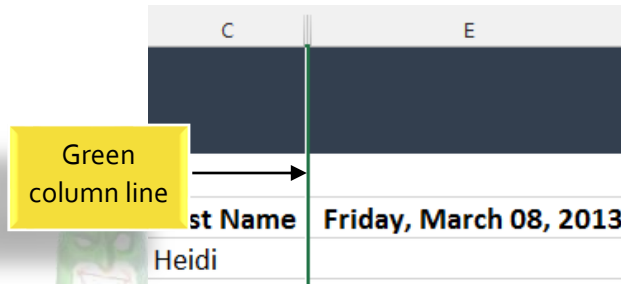 C E
Green
column line
st Name Friday, March 08, 2013
Heidi